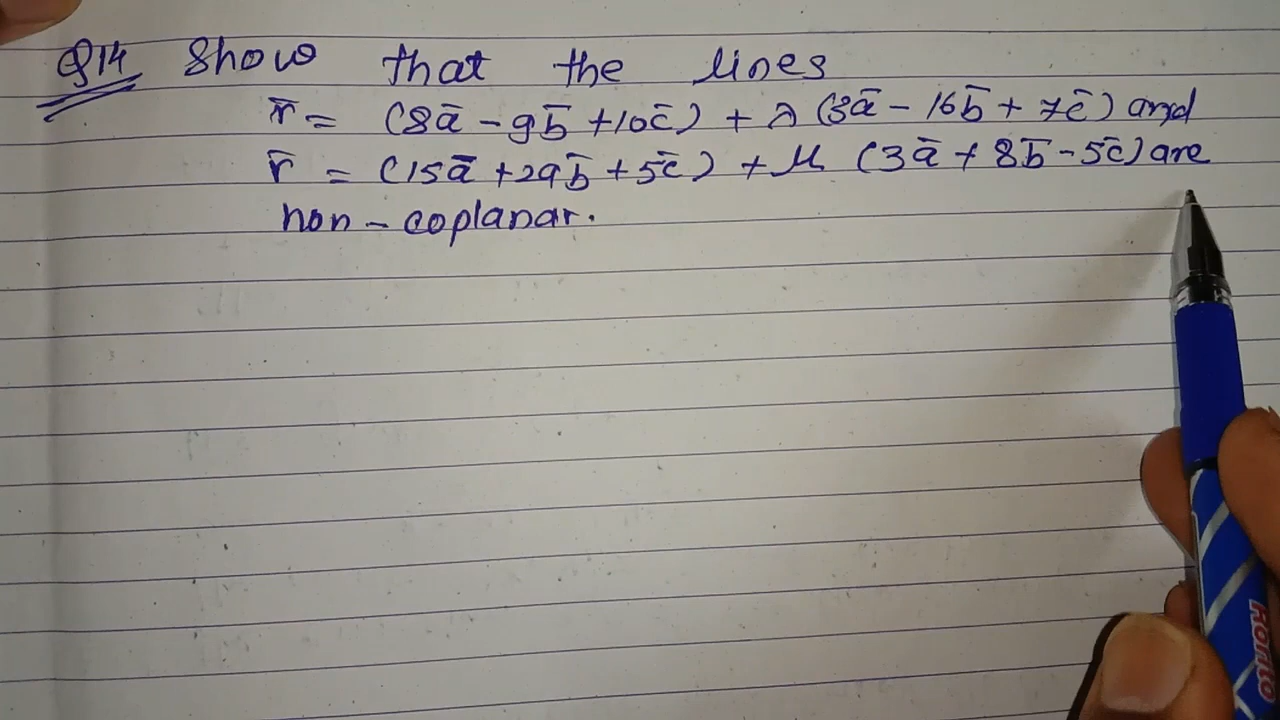 Q14 Show that the lines
r̄ = (8ā - 9b̄ + 10c̄) + λ (3ā - 16b̄ + 7c̄) and
r̄ = (15ā + 29b̄ + 5c̄) + μ (3ā + 8b̄ - 5c̄) are
non-coplanar.
Rorito